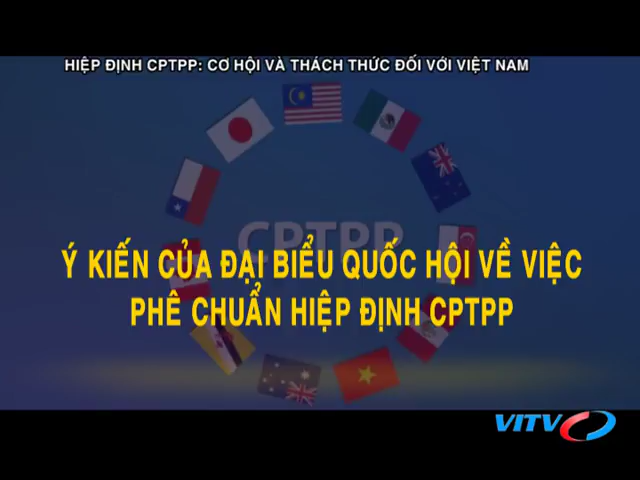 HIỆP ĐỊNH CPTPP: CƠ HỘI VÀ THÁCH THỨC ĐỐI VỚI VIỆT NAM
CPTPP
Ý KIẾN CỦA ĐẠI BIỂU QUỐC HỘI VỀ VIỆC
PHÊ CHUẨN HIỆP ĐỊNH CPTPP
VITV